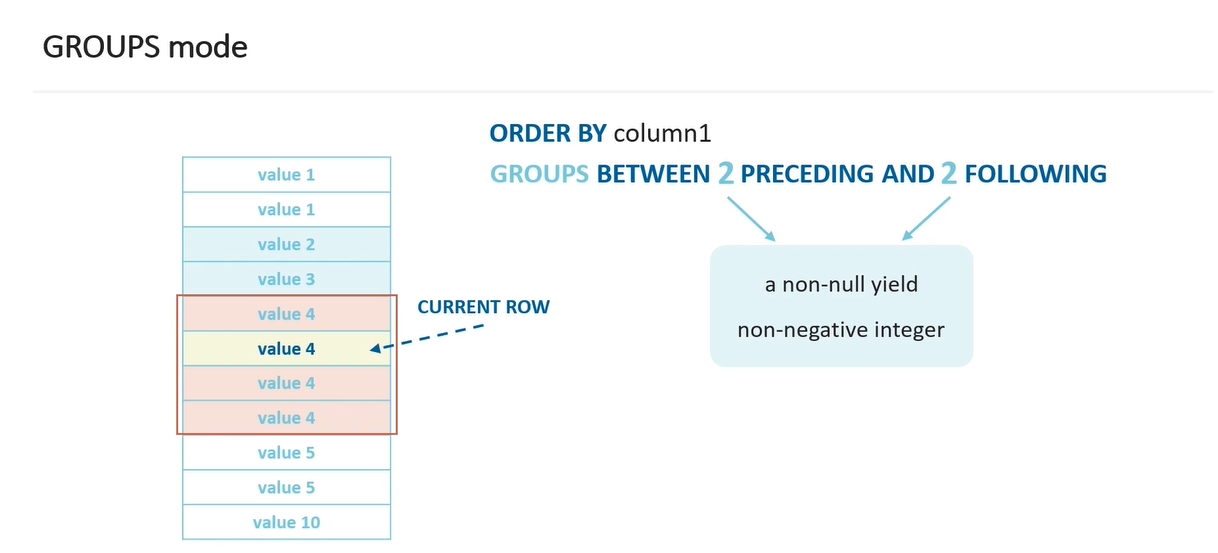 GROUPS mode
ORDER BY column1
GROUPS BETWEEN 2 PRECEDING AND 2 FOLLOWING
value 1
value 1
value 2
value 3
value 4
value 4
value 4
value 4
value 5
value 5
value 10
CURRENT ROW
a non-null yield
non-negative integer